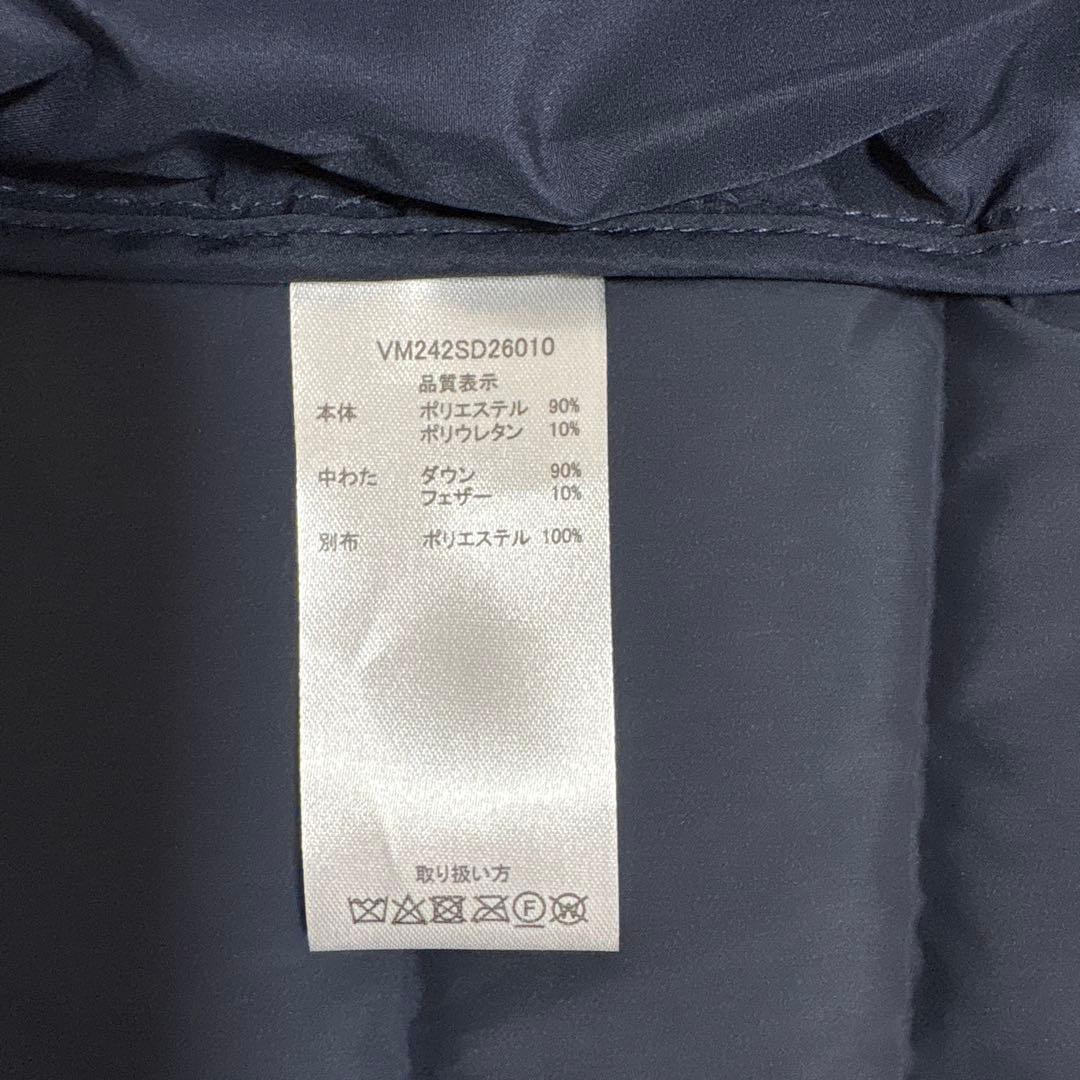 VM242SD26010
品質表示
本体 ポリエステル 90%
ポリウレタン 10%
中わた ダウン 90%
フェザー 10%
別布 ポリエステル 100%
取り扱い方
F W